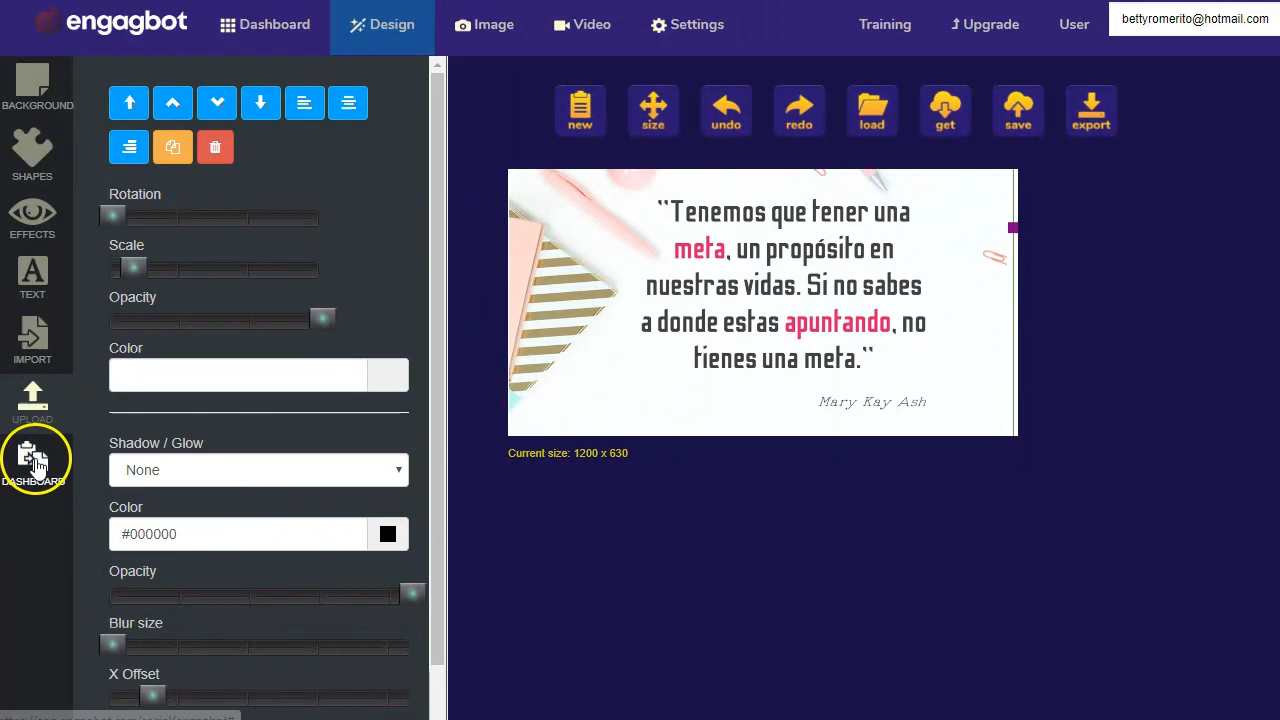 engagbot
Dashboard
Design
Image
Video
Settings
Training
Upgrade
User
bettyromerito@hotmail.com
BACKGROUND
SHAPES
EFFECTS
TEXT
IMPORT
UPLOAD
DASHBOARD
Rotation
Scale
Opacity
Color
Shadow / Glow
None
Color
#000000
Opacity
Blur size
X Offset
new
size
undo
redo
load
get
save
export
"Tenemos que tener una
meta, un propósito en
nuestras vidas. Si no sabes
a donde estas apuntando, no
tienes una meta."
Mary Kay Ash
Current size: 1200 x 630